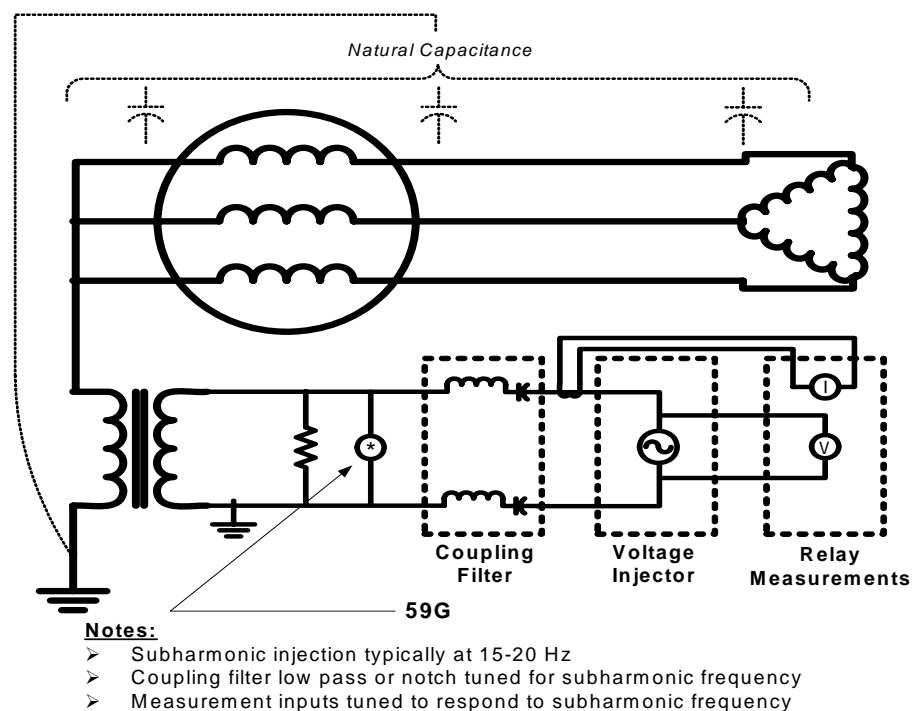 Natural Capacitance
*
I
V
Coupling
Filter
Voltage
Injector
Relay
Measurements
59G
Notes:
➢ Subharmonic injection typically at 15-20 Hz
➢ Coupling filter low pass or notch tuned for subharmonic frequency
➢ Measurement inputs tuned to respond to subharmonic frequency